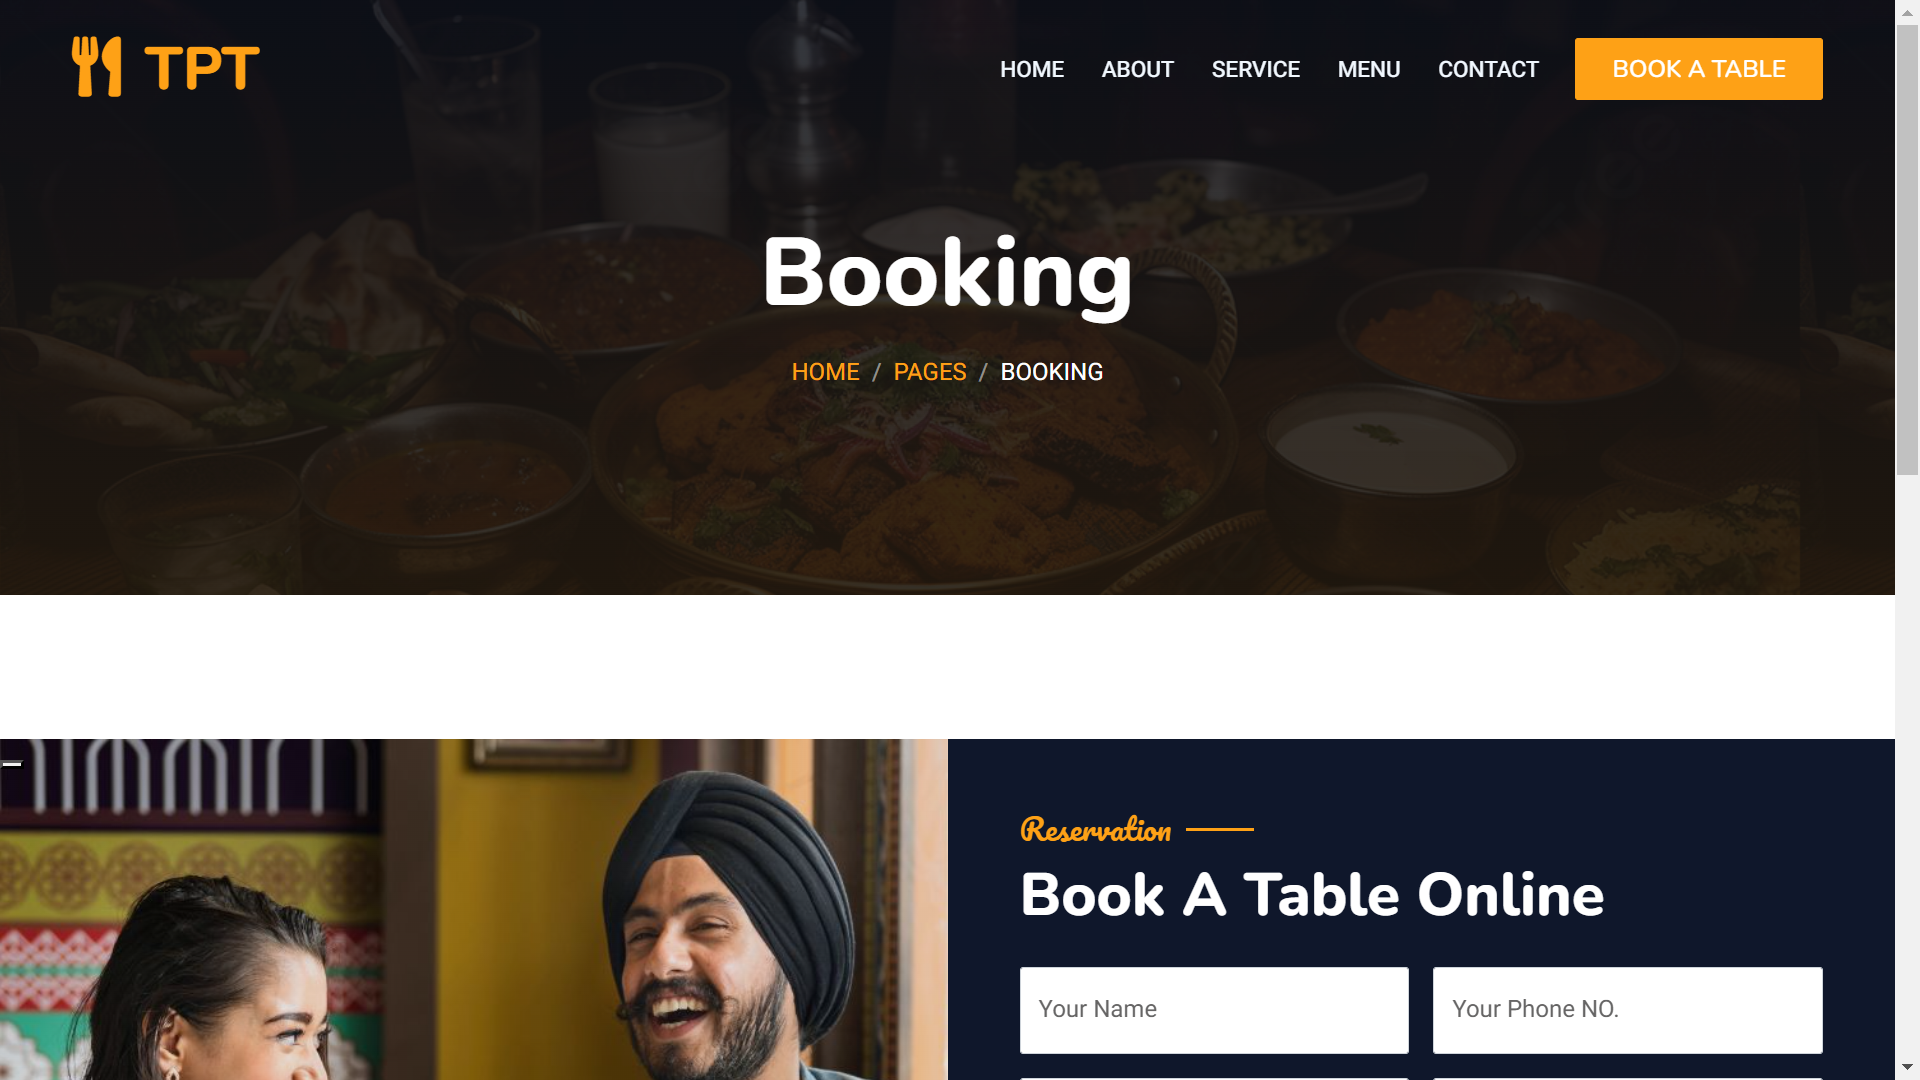 TPT
HOME ABOUT SERVICE MENU CONTACT BOOK A TABLE
Booking
HOME / PAGES / BOOKING
Reservation
Book A Table Online
Your Name Your Phone NO.